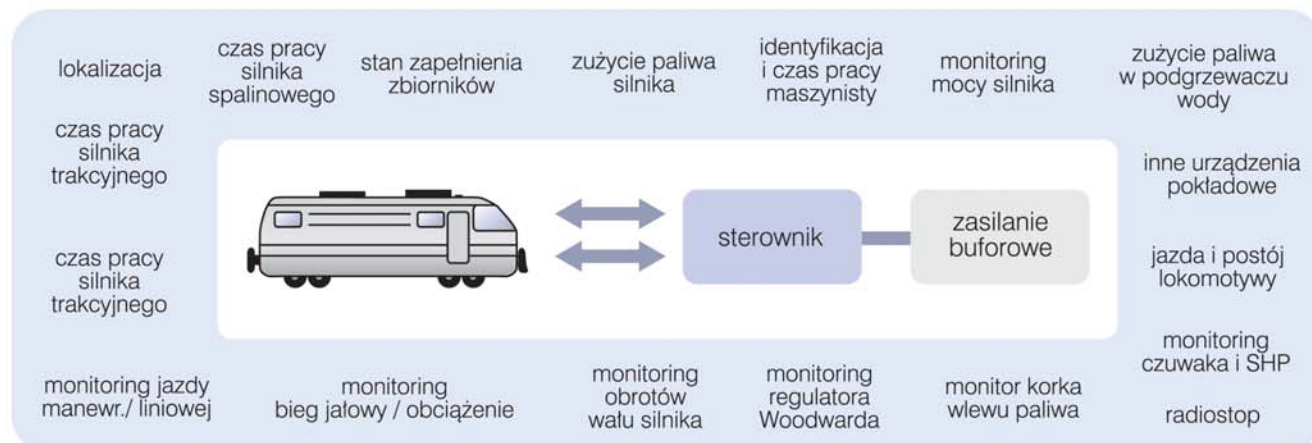 lokalizacja
czas pracy
silnika
spalinowego
stan zapełnienia
zbiorników
zużycie paliwa
silnika
identyfikacja
i czas pracy
maszynisty
monitoring
mocy silnika
zużycie paliwa
w podgrzewaczu
wody
czas pracy
silnika
trakcyjnego
inne urządzenia
pokładowe
sterownik
zasilanie
buforowe
czas pracy
silnika
trakcyjnego
jazda i postój
lokomotywy
monitoring
czuwaka i SHP
monitoring jazdy
manewr./ liniowej
monitoring
bieg jałowy / obciążenie
monitoring
obrotów
wału silnika
monitoring
regulatora
Woodwarda
monitor korka
wlewu paliwa
radiostop